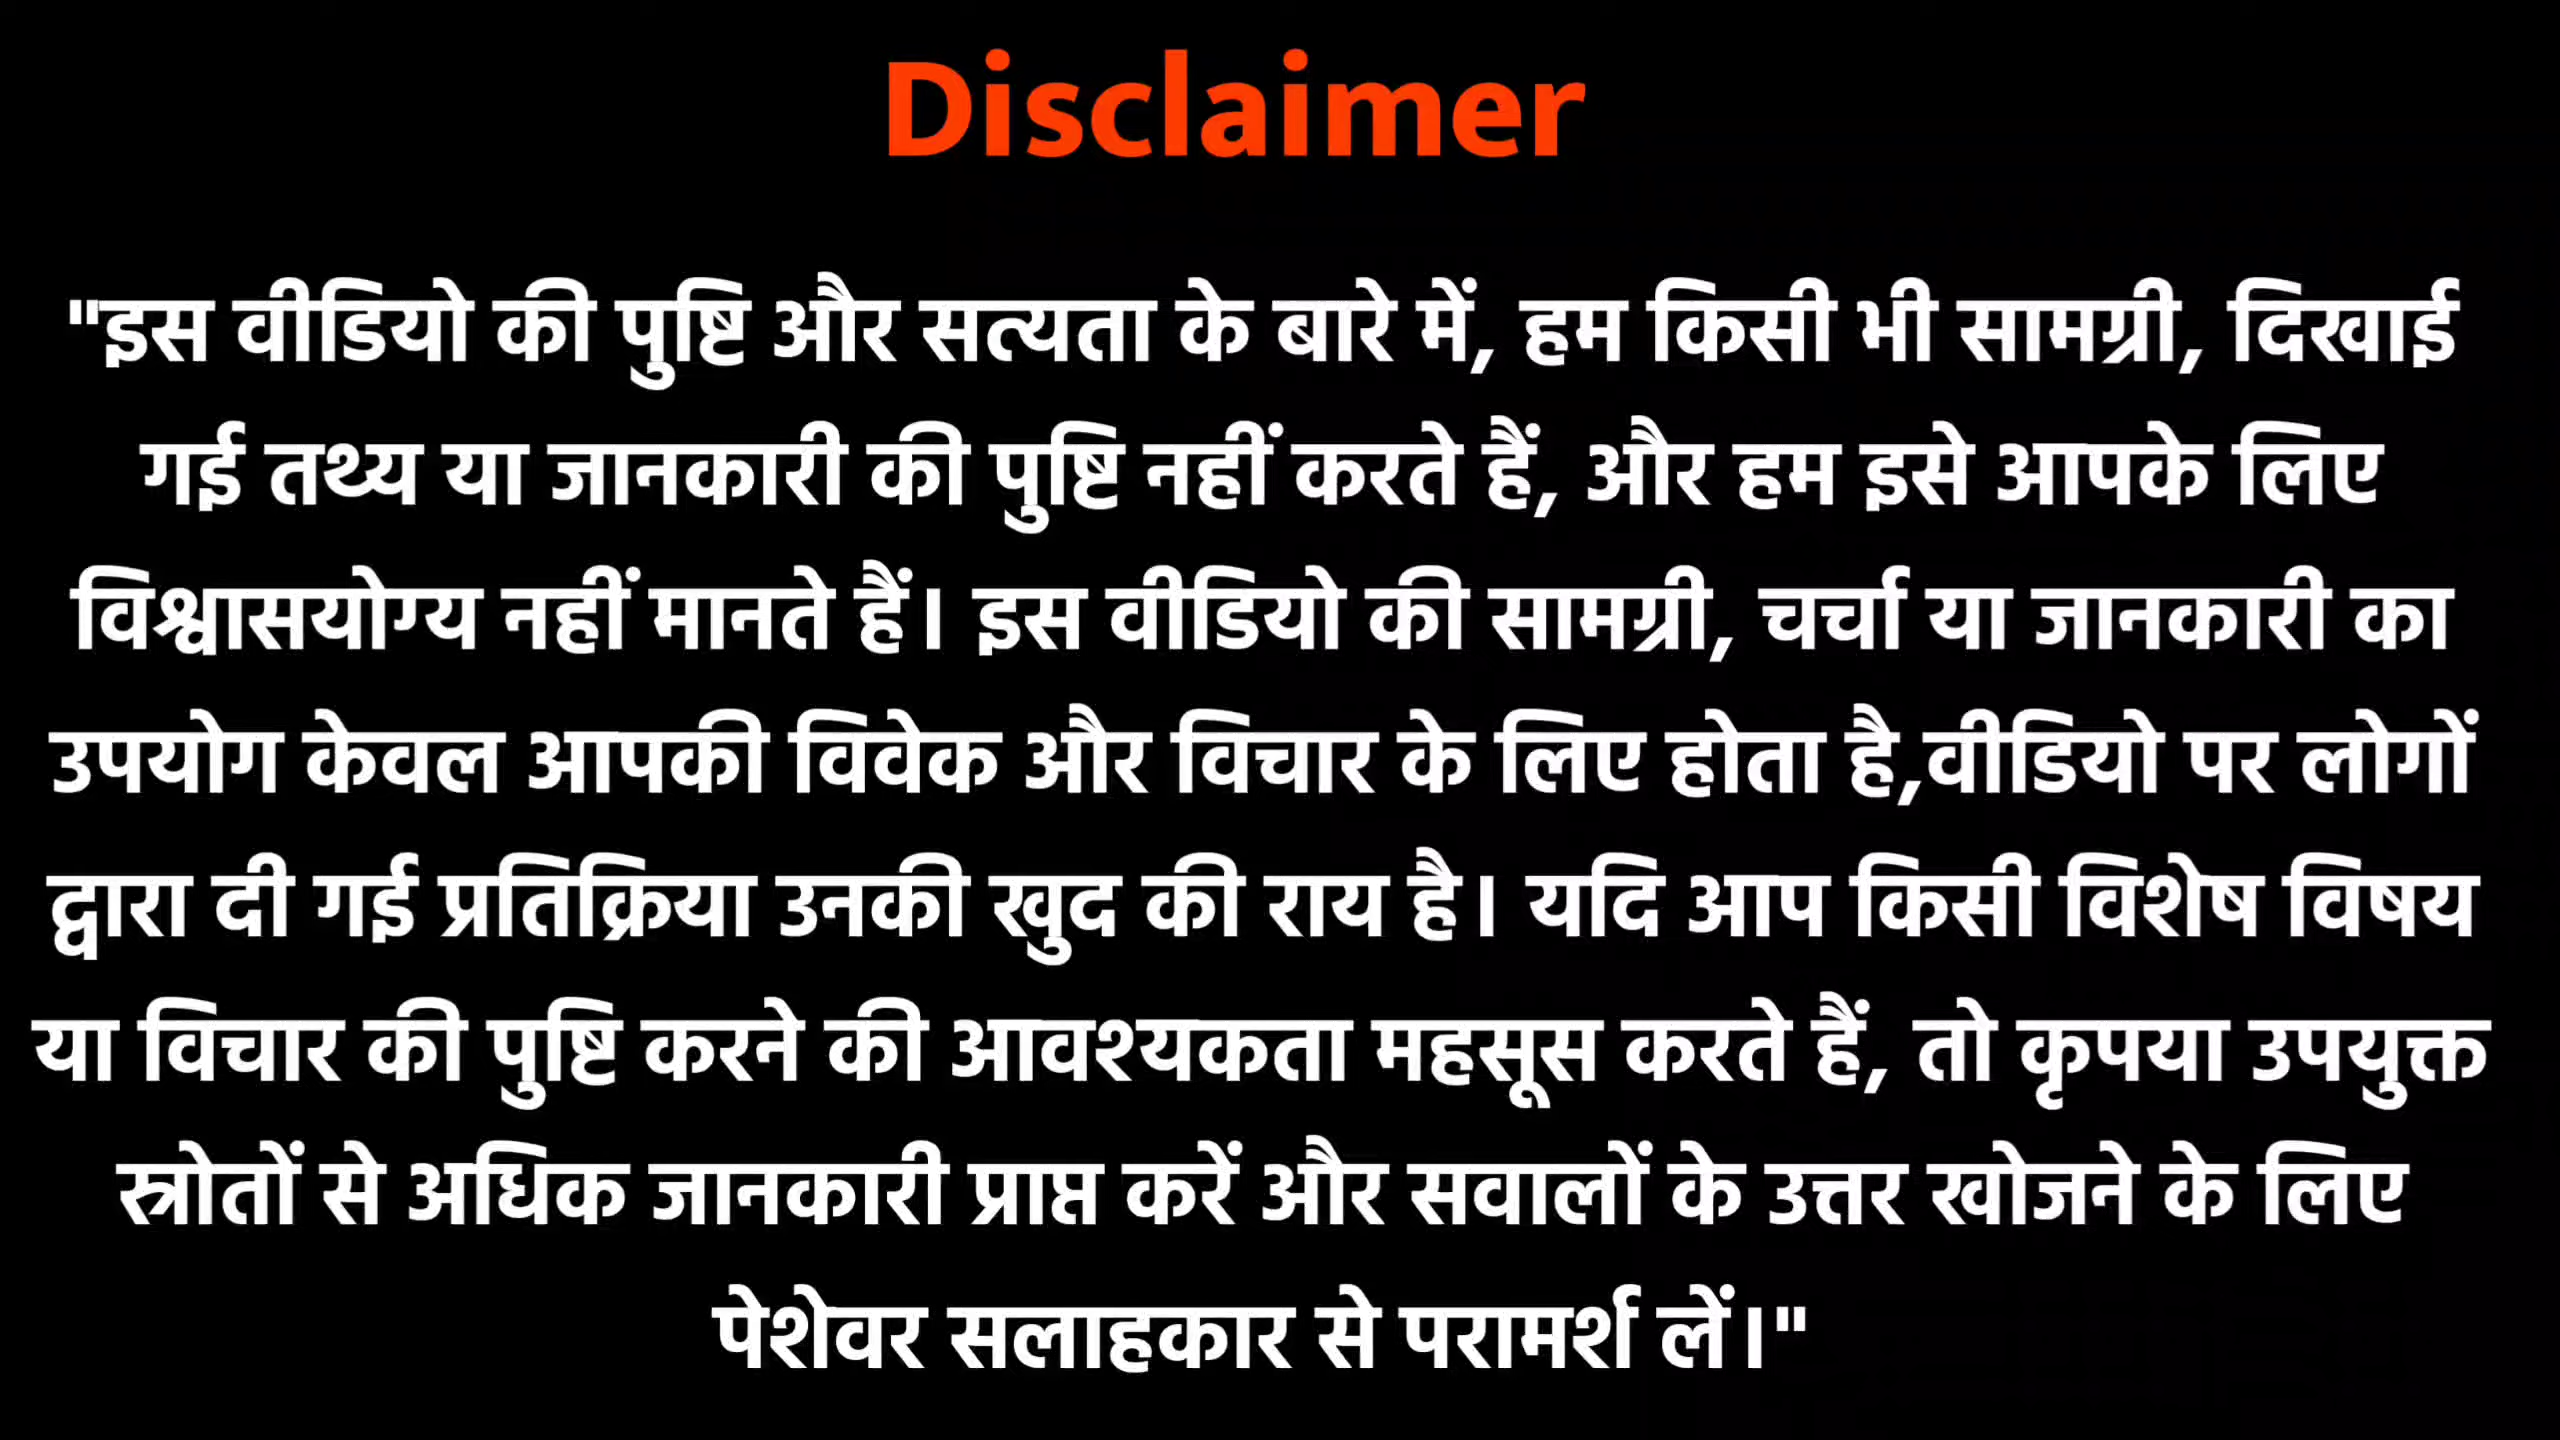 Disclaimer
"इस वीडियो की पुष्टि और सत्यता के बारे में, हम किसी भी सामग्री, दिखाई
गई तथ्य या जानकारी की पुष्टि नहीं करते हैं, और हम इसे आपके लिए
विश्वासयोग्य नहीं मानते हैं। इस वीडियो की सामग्री, चर्चा या जानकारी का
उपयोग केवल आपकी विवेक और विचार के लिए होता है,वीडियो पर लोगों
द्वारा दी गई प्रतिक्रिया उनकी खुद की राय है। यदि आप किसी विशेष विषय
या विचार की पुष्टि करने की आवश्यकता महसूस करते हैं, तो कृपया उपयुक्त
स्त्रोतों से अधिक जानकारी प्राप्त करें और सवालों के उत्तर खोजने के लिए
पेशेवर सलाहकार से परामर्श लें।"